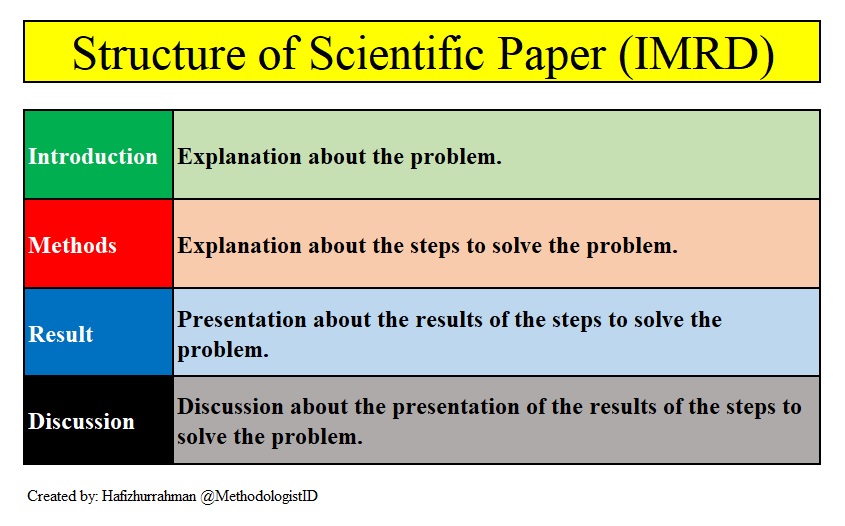 Structure of Scientific Paper (IMRD)
Introduction
Explanation about the problem.
Methods
Explanation about the steps to solve the problem.
Result
Presentation about the results of the steps to solve the
problem.
Discussion
Discussion about the presentation of the results of the steps to
solve the problem.
Created by: Hafizhurrahman @MethodologistID